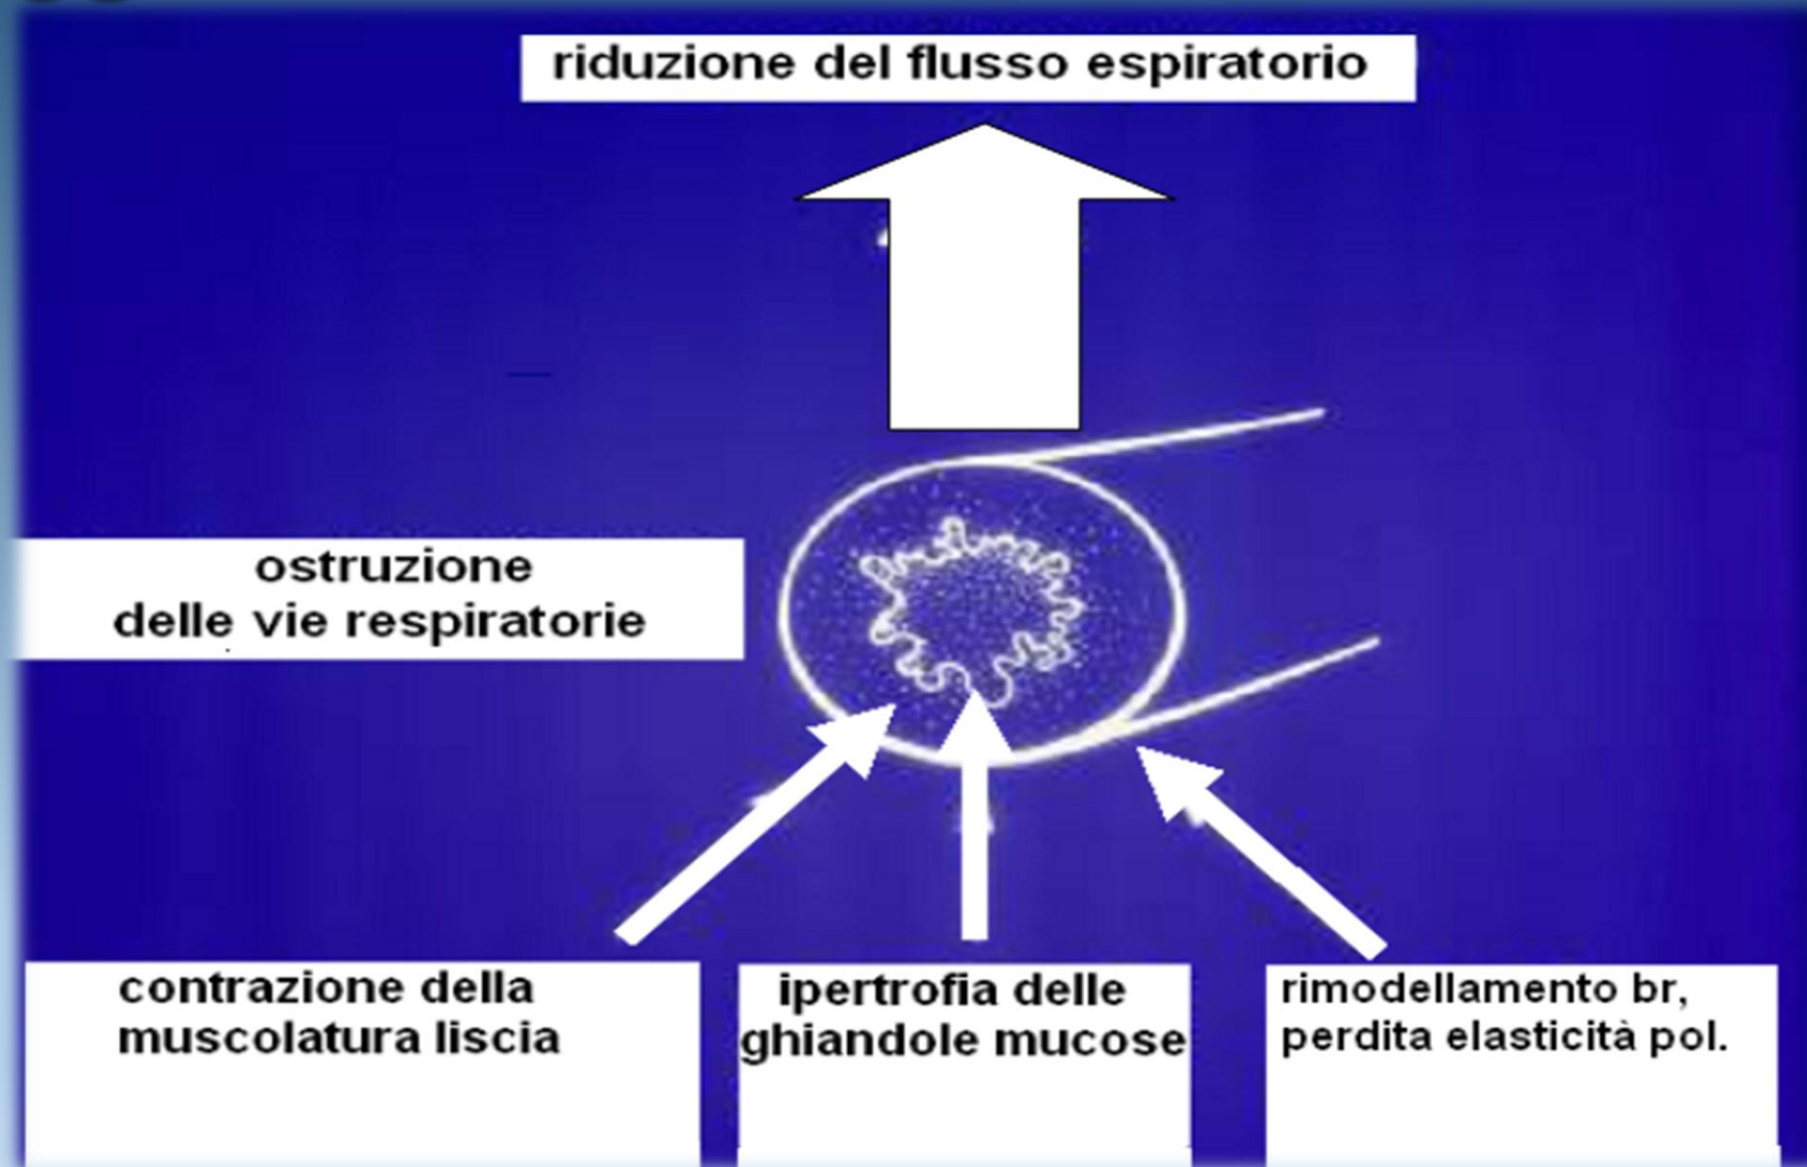 riduzione del flusso espiratorio
ostruzione
delle vie respiratorie
contrazione della
muscolatura liscia
ipertrofia delle
ghiandole mucose
rimodellamento br,
perdita elasticità pol.